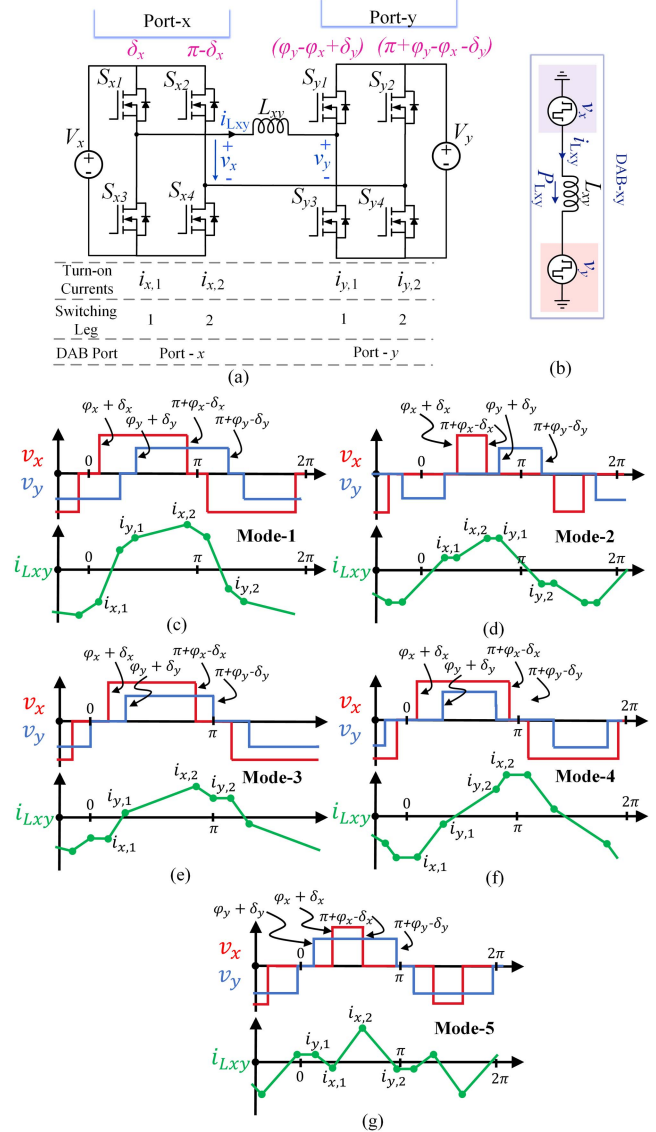 Port-x Port-y
δx π-δx (φy-φx+δy) (π+φy-φx-δy)
Sx1 Sx2 Lxy Sy1 Sy2
iLxy
Vx + - + vx - + vy - Vy + -
Sx3 Sx4 Sy3 Sy4
Turn-on Currents ix,1 ix,2 iy,1 iy,2
Switching Leg 1 2 1 2
DAB Port Port - x Port - y
(a)
vx
iLxy
PLxy Lxy
vy
DAB-xy
(b)
φx + δx φy + δy π+φx-δx π+φy-δy
vx
vy
0 π 2π
iLxy
ix,1 iy,1 ix,2 iy,2
Mode-1
0 π 2π
(c)
φx + δx π+φx-δx φy + δy π+φy-δy
vx
vy
0 π 2π
iLxy
ix,1 ix,2 iy,1 iy,2
Mode-2
0 π 2π
(d)
φx + δx φy + δy π+φx-δx π+φy-δy
vx
vy
0 π
iLxy
ix,1 iy,1 ix,2 iy,2
Mode-3
0 π
(e)
φx + δx φy + δy π+φx-δx π+φy-δy
vx
vy
0 π 2π
iLxy
ix,1 iy,1 iy,2 ix,2
Mode-4
0 π 2π
(f)
φy + δy φx + δx π+φx-δx π+φy-δy
vx
vy
0 π 2π
iLxy
iy,1 ix,1 ix,2 iy,2
Mode-5
0 π 2π
(g)